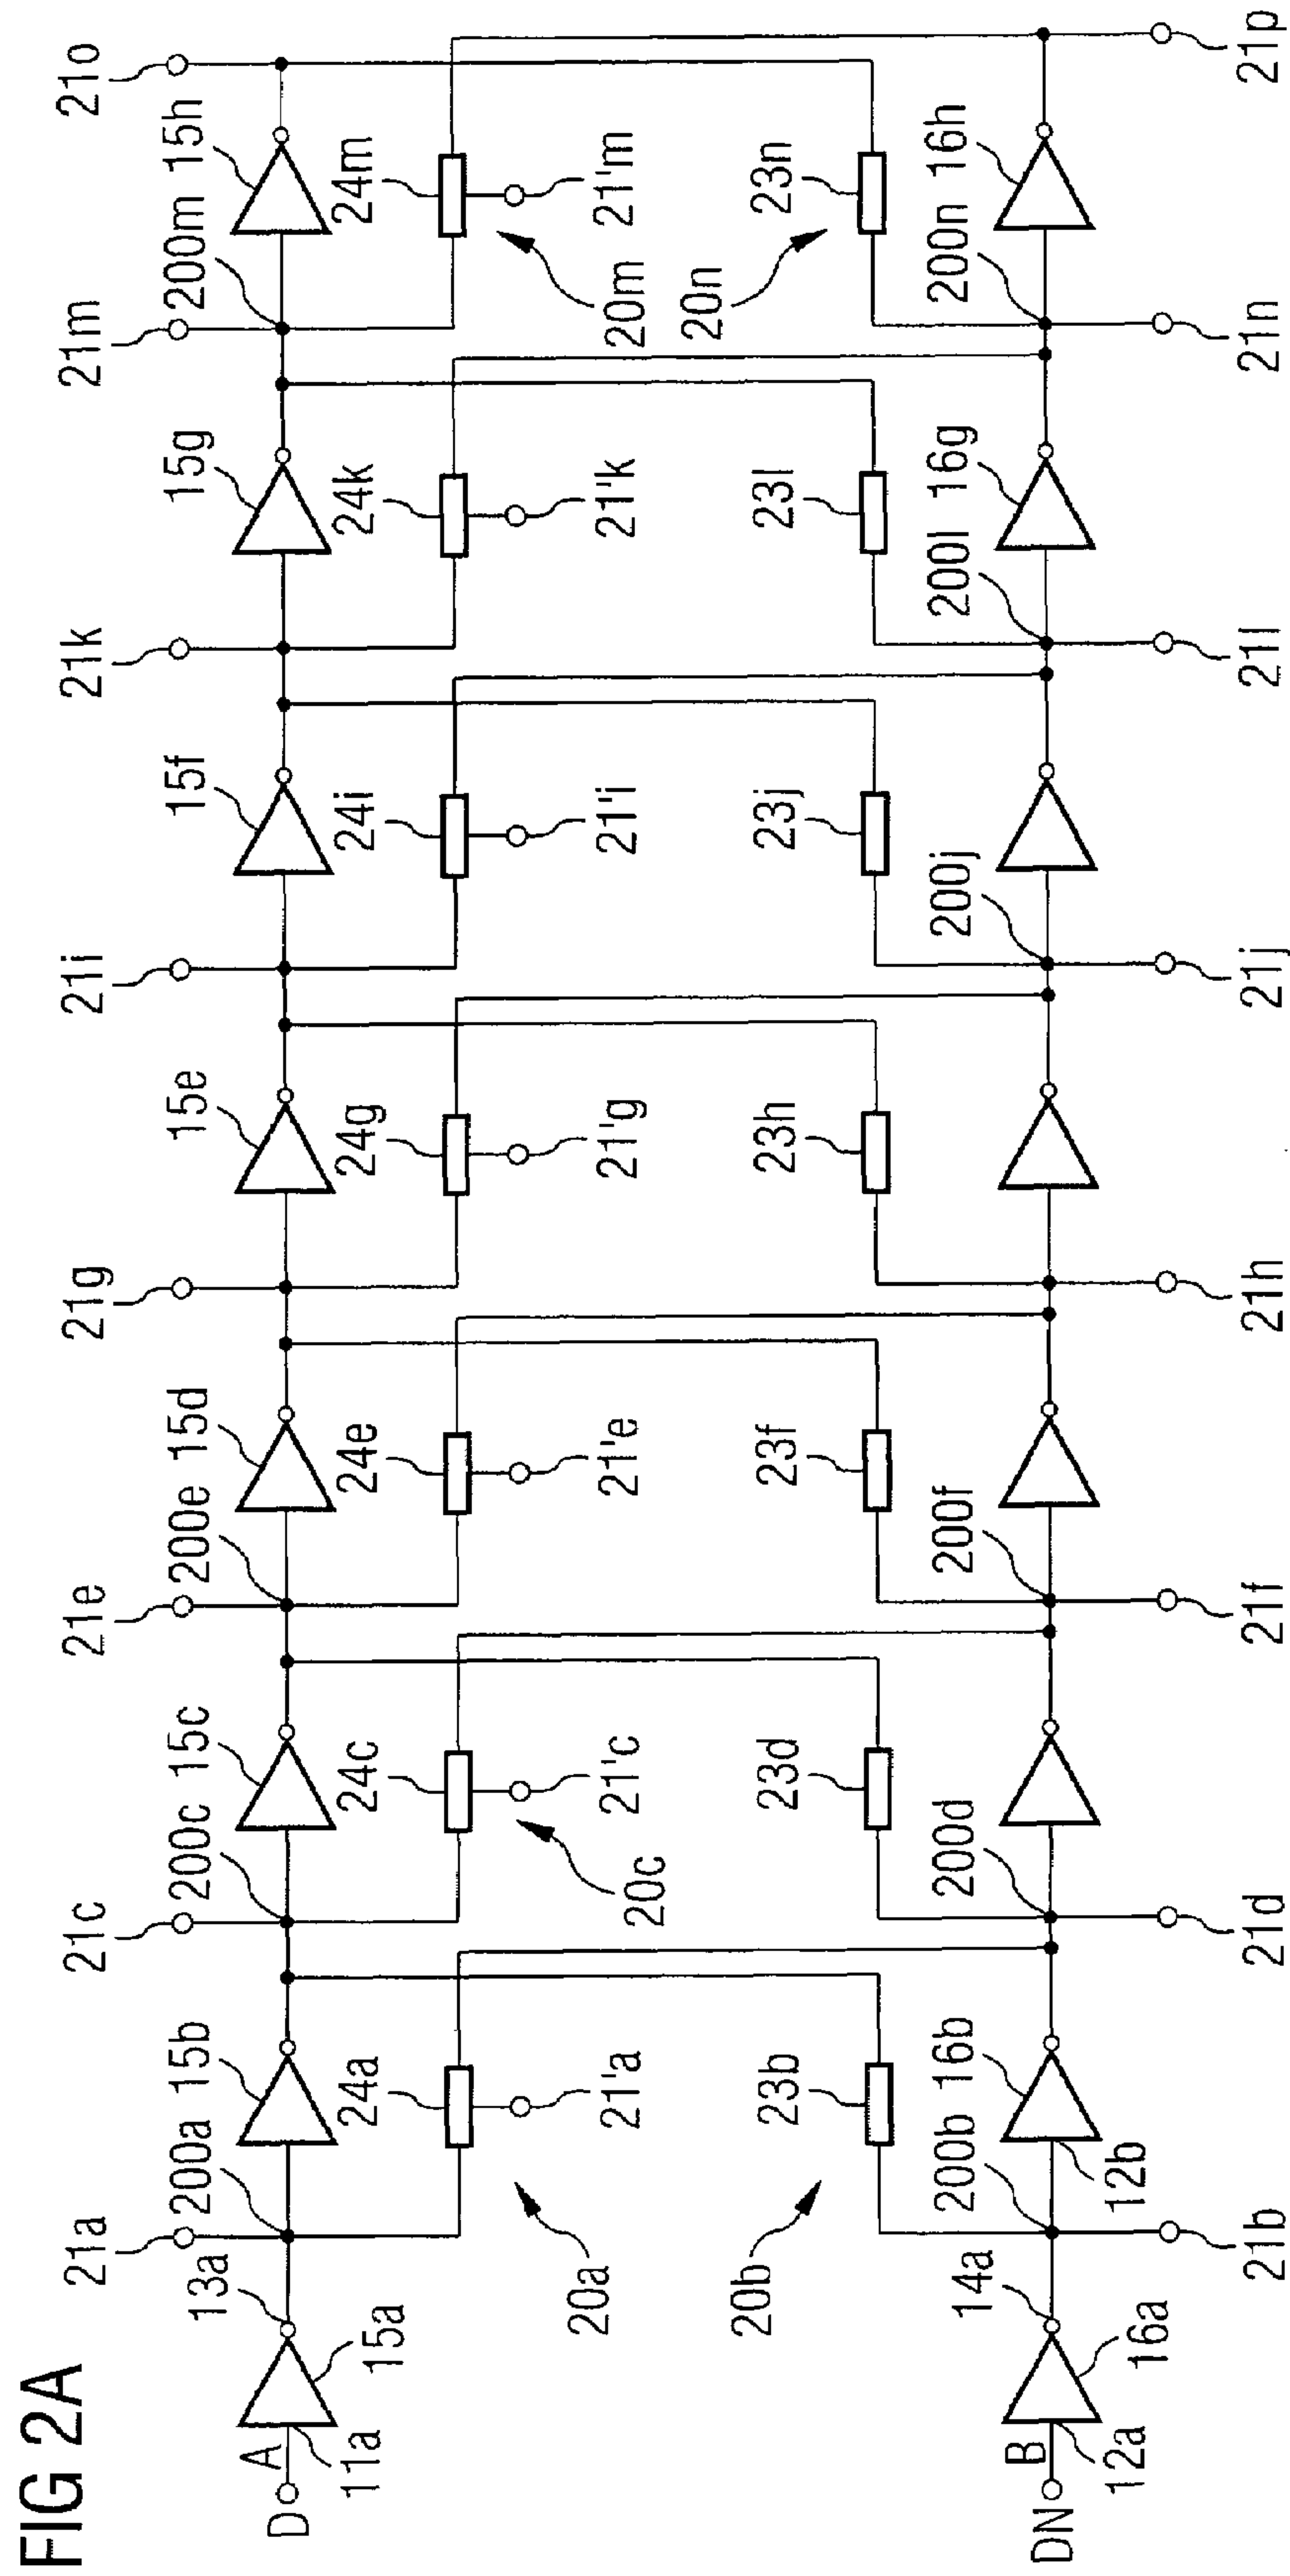 FIG 2A
21a 21c 21e 21g 21i 21k 21m 21o
13a 200a 15b 200c 15c 200e 15d 15e 15f 15g 200m 15h
D A 11a 15a 24a 24c 24e 24g 24i 24k 24m
21'a 21'c 21'e 21'g 21'i 21'k 21'm
20a 20c 20m
20b 20n
23b 23d 23f 23h 23j 23l 23n
14a 200b 16b 200d 200f 200j 200l 16g 200n 16h
DN B 12a 16a 12b
21b 21d 21f 21h 21j 21l 21n 21p